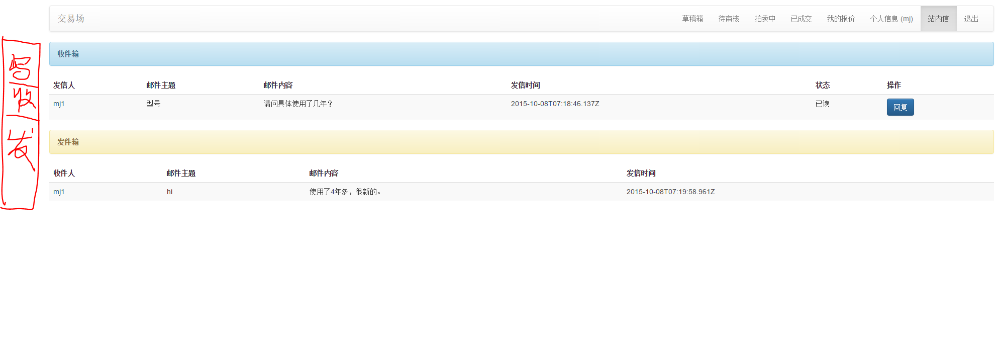 交易场 草稿箱 待审核 拍卖中 已成交 我的报价 个人信息 (mj) 站内信 退出
写
收
发
收件箱
发信人 邮件主题 邮件内容 发信时间 状态 操作
mj1 型号 请问具体使用了几年？ 2015-10-08T07:18:46.137Z 已读 回复
发件箱
收件人 邮件主题 邮件内容 发信时间
mj1 hi 使用了4年多，很新的。 2015-10-08T07:19:58.961Z